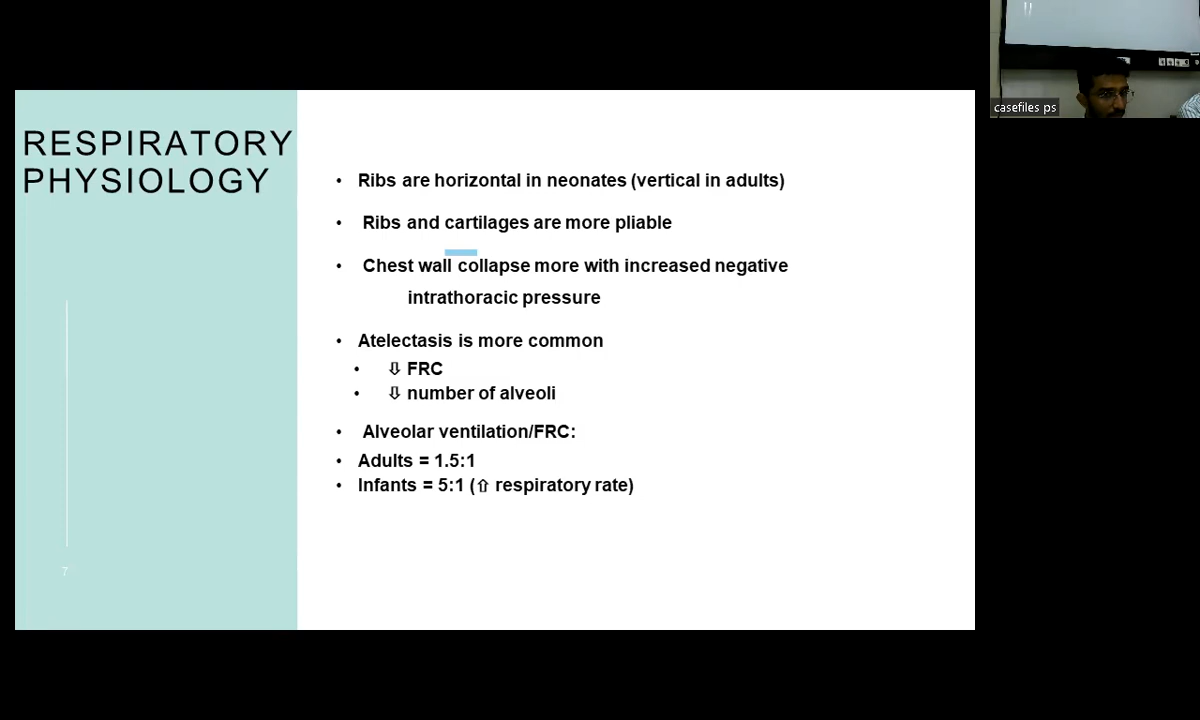 RESPIRATORY
PHYSIOLOGY
• Ribs are horizontal in neonates (vertical in adults)
• Ribs and cartilages are more pliable
• Chest wall collapse more with increased negative
intrathoracic pressure
• Atelectasis is more common
• ⇩ FRC
• ⇩ number of alveoli
• Alveolar ventilation/FRC:
• Adults = 1.5:1
• Infants = 5:1 (⇧ respiratory rate)
7
casefiles ps